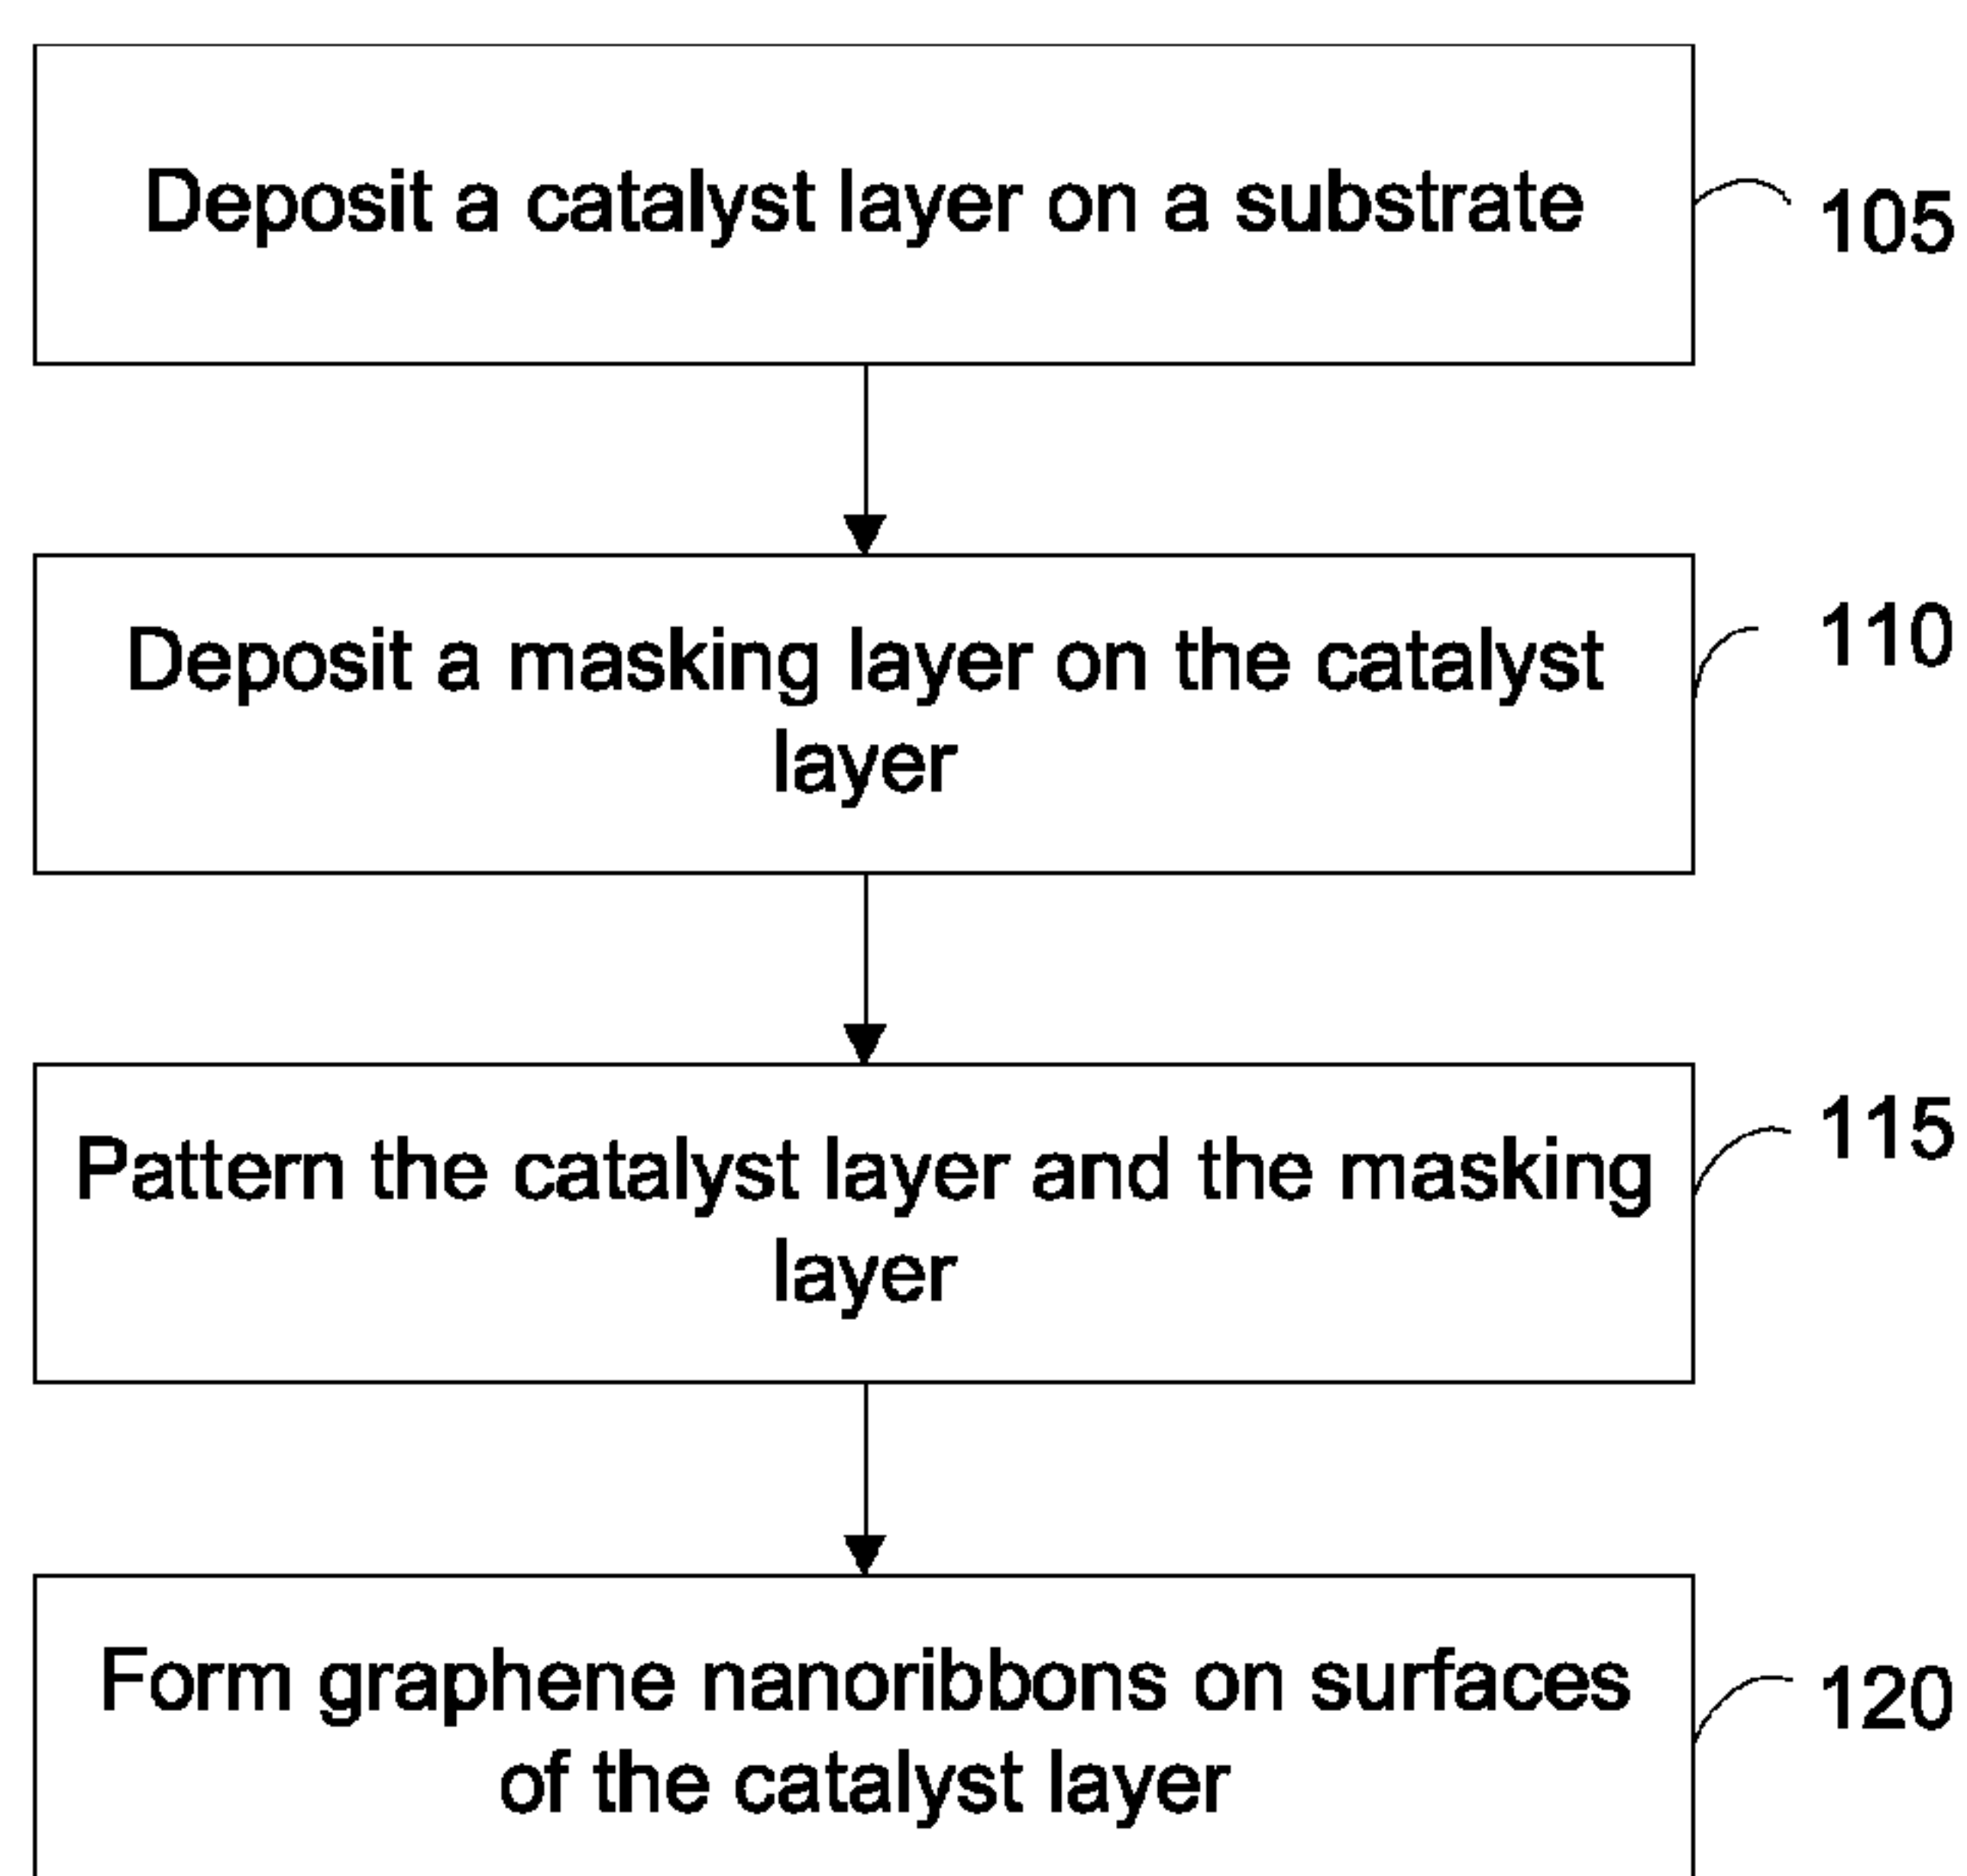 Deposit a catalyst layer on a substrate
105
Deposit a masking layer on the catalyst
layer
110
Pattern the catalyst layer and the masking
layer
115
Form graphene nanoribbons on surfaces
of the catalyst layer
120